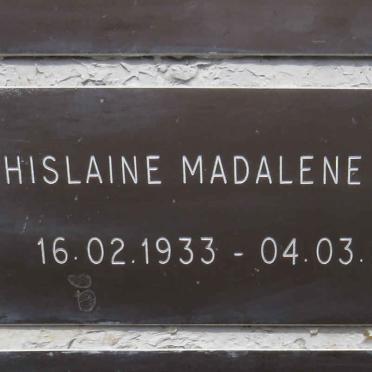 HISLAINE MADALENE
16.02.1933 - 04.03.